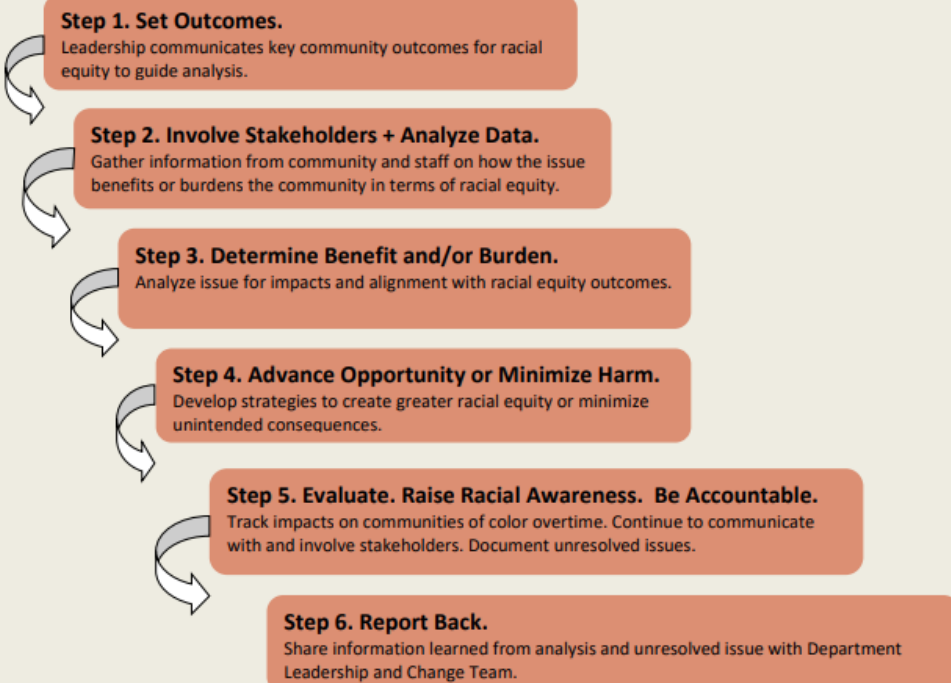 Step 1. Set Outcomes.
Leadership communicates key community outcomes for racial
equity to guide analysis.
Step 2. Involve Stakeholders + Analyze Data.
Gather information from community and staff on how the issue
benefits or burdens the community in terms of racial equity.
Step 3. Determine Benefit and/or Burden.
Analyze issue for impacts and alignment with racial equity outcomes.
Step 4. Advance Opportunity or Minimize Harm.
Develop strategies to create greater racial equity or minimize
unintended consequences.
Step 5. Evaluate. Raise Racial Awareness.  Be Accountable.
Track impacts on communities of color overtime. Continue to communicate
with and involve stakeholders. Document unresolved issues.
Step 6. Report Back.
Share information learned from analysis and unresolved issue with Department
Leadership and Change Team.